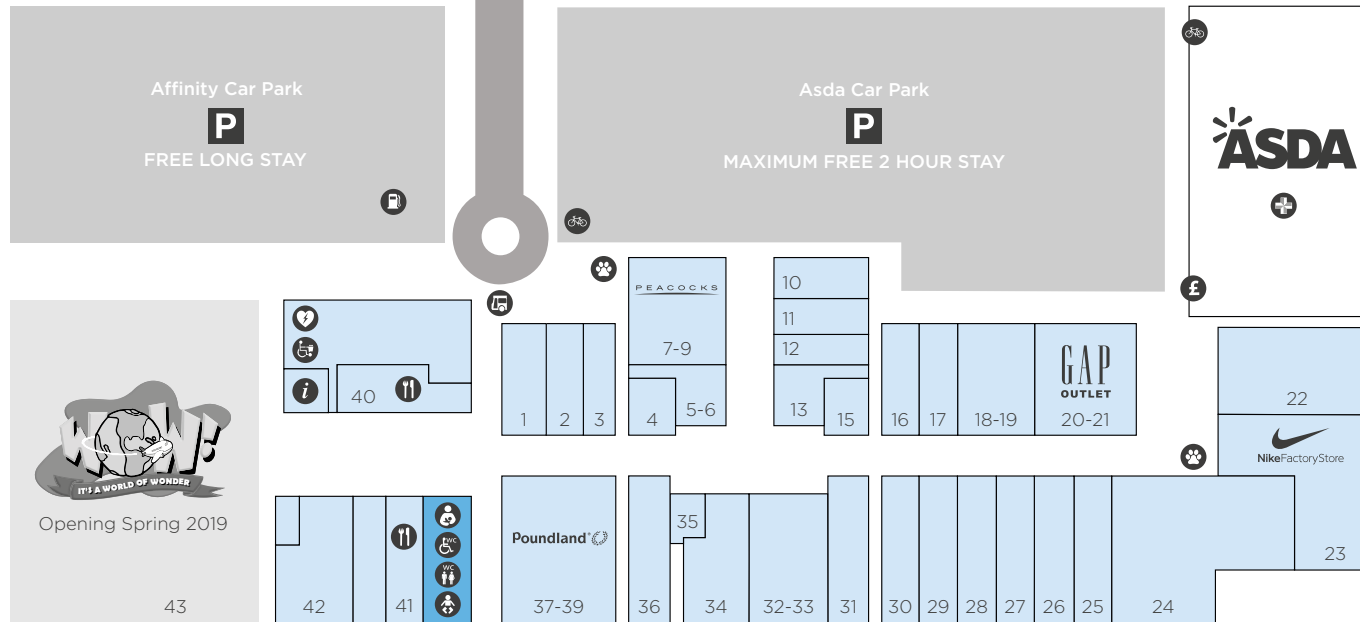 Affinity Car Park
P
FREE LONG STAY
Asda Car Park
P
MAXIMUM FREE 2 HOUR STAY
ASDA
£
PEACOCKS
7-9
10
11
12
i
40
1
2
3
4
5-6
13
15
16
17
18-19
GAP
OUTLET
20-21
22
NikeFactoryStore
23
WOWE
IT'S A WORLD OF WONDER
Opening Spring 2019
43
42
41
WC
WC
Poundland
37-39
36
35
34
32-33
31
30
29
28
27
26
25
24